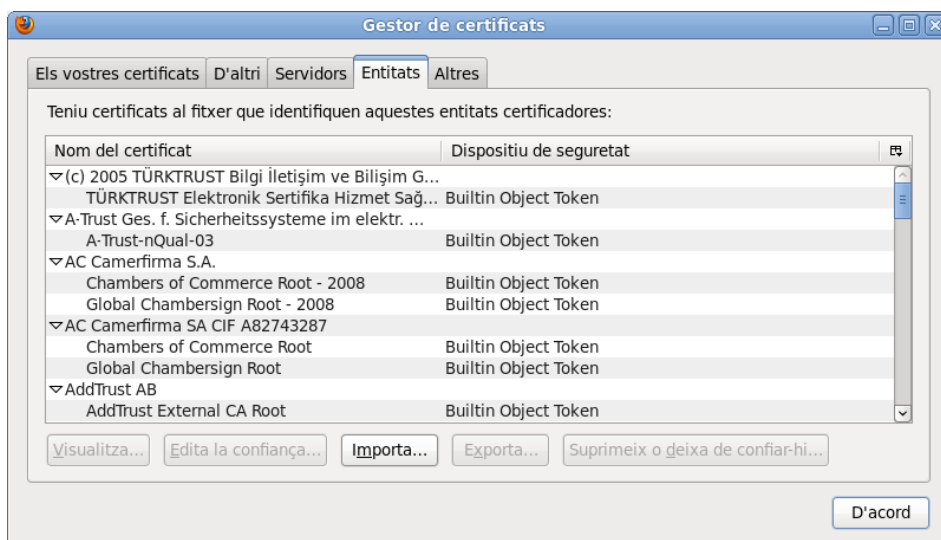 Gestor de certificats
Els vostres certificats D'altri Servidors Entitats Altres
Teniu certificats al fitxer que identifiquen aquestes entitats certificadores:
Nom del certificat Dispositiu de seguretat
(c) 2005 TÜRKTRUST Bilgi İletişim ve Bilişim G...
TÜRKTRUST Elektronik Sertifika Hizmet Sağ... Builtin Object Token
A-Trust Ges. f. Sicherheitssysteme im elektr. ...
A-Trust-nQual-03 Builtin Object Token
AC Camerfirma S.A.
Chambers of Commerce Root - 2008 Builtin Object Token
Global Chambersign Root - 2008 Builtin Object Token
AC Camerfirma SA CIF A82743287
Chambers of Commerce Root Builtin Object Token
Global Chambersign Root Builtin Object Token
AddTrust AB
AddTrust External CA Root Builtin Object Token
Visualitza... Edita la confiança... Importa... Exporta... Suprimeix o deixa de confiar-hi...
D'acord